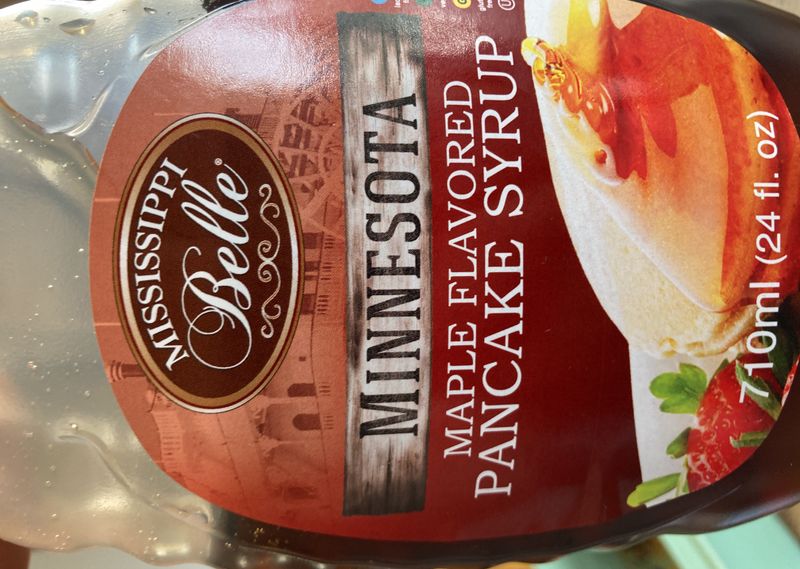 MISSISSIPPI
Belle®
MINNESOTA
MAPLE FLAVORED
PANCAKE SYRUP
710ml (24 fl. oz)